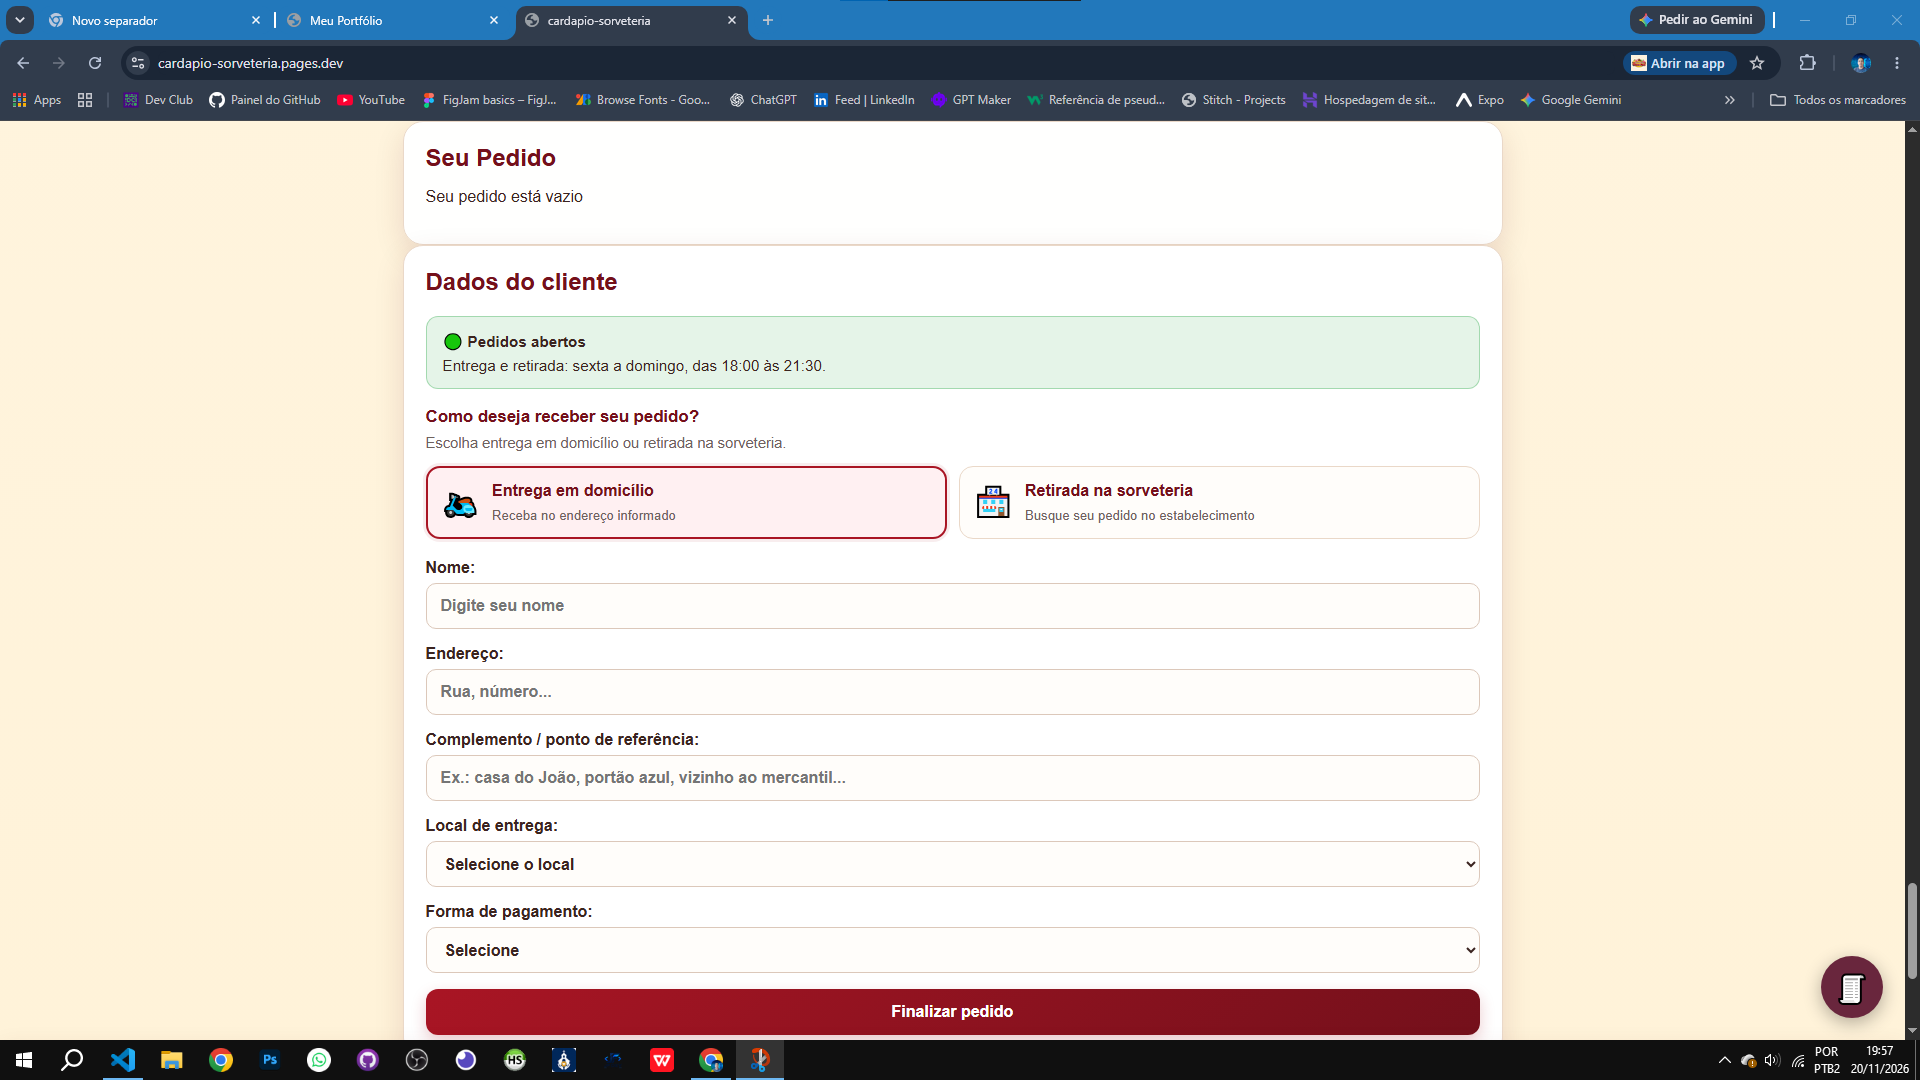 Novo separador
Meu Portfólio
cardapio-sorveteria
Pedir ao Gemini
cardapio-sorveteria.pages.dev
Abrir na app
Apps
Dev Club
Painel do GitHub
YouTube
FigJam basics – FigJ...
Browse Fonts - Goo...
ChatGPT
Feed | LinkedIn
GPT Maker
Referência de pseud...
Stitch - Projects
Hospedagem de sit...
Expo
Google Gemini
Todos os marcadores
Seu Pedido
Seu pedido está vazio
Dados do cliente
Pedidos abertos
Entrega e retirada: sexta a domingo, das 18:00 às 21:30.
Como deseja receber seu pedido?
Escolha entrega em domicílio ou retirada na sorveteria.
Entrega em domicílio
Receba no endereço informado
Retirada na sorveteria
Busque seu pedido no estabelecimento
Nome:
Digite seu nome
Endereço:
Rua, número...
Complemento / ponto de referência:
Ex.: casa do João, portão azul, vizinho ao mercantil...
Local de entrega:
Selecione o local
Forma de pagamento:
Selecione
Finalizar pedido
Ps
HS
W
POR
PTB2
19:57
20/11/2026